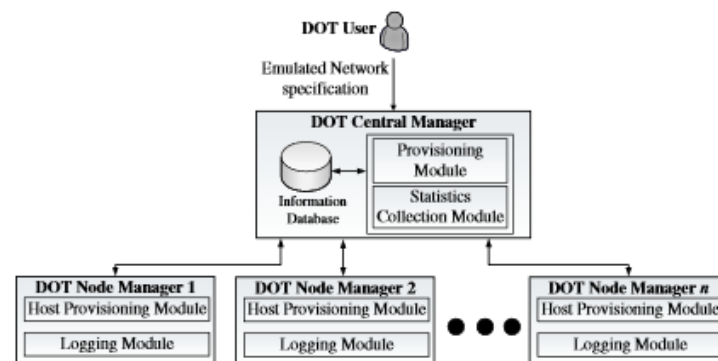 DOT User
Emulated Network
specification
DOT Central Manager
Provisioning
Module
Information
Database
Statistics
Collection Module
DOT Node Manager 1
Host Provisioning Module
Logging Module
DOT Node Manager 2
Host Provisioning Module
Logging Module
DOT Node Manager n
Host Provisioning Module
Logging Module